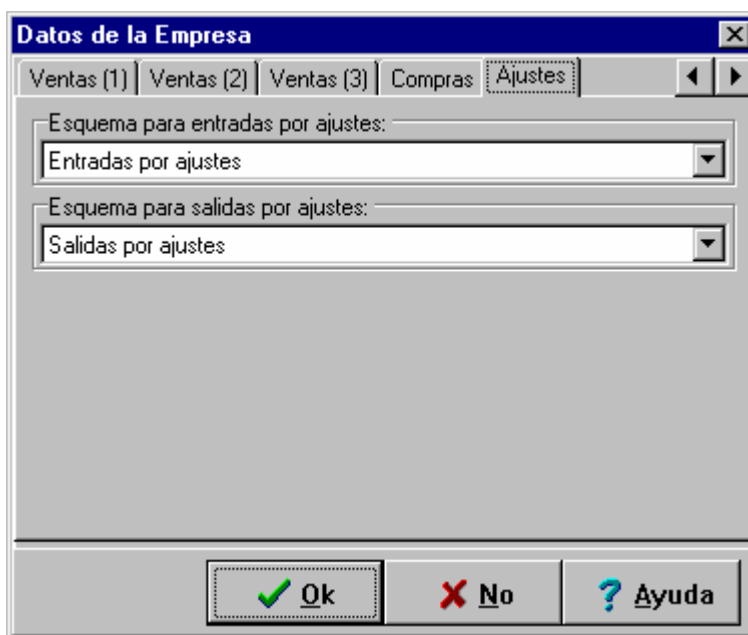 Datos de la Empresa
Ventas (1) Ventas (2) Ventas (3) Compras Ajustes
Esquema para entradas por ajustes:
Entradas por ajustes
Esquema para salidas por ajustes:
Salidas por ajustes
Ok No ? Ayuda